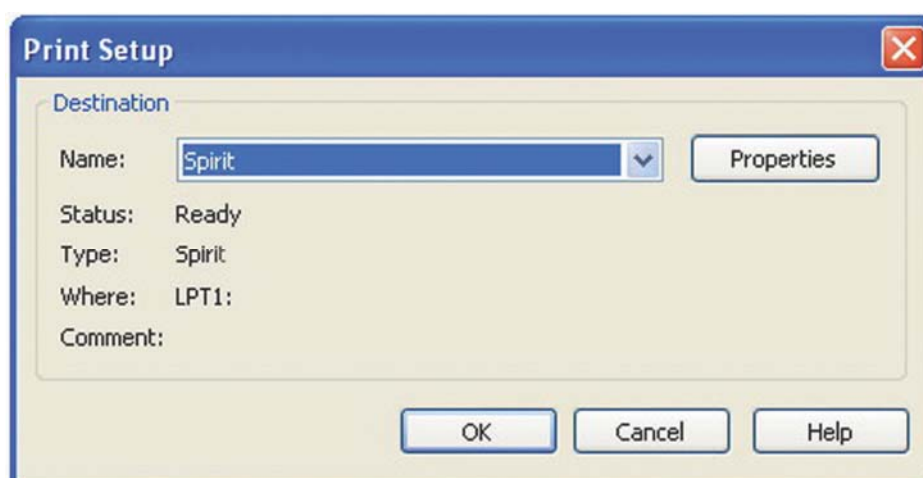 Print Setup
Destination
Name: Spirit Properties
Status: Ready
Type: Spirit
Where: LPT1:
Comment:
OK Cancel Help